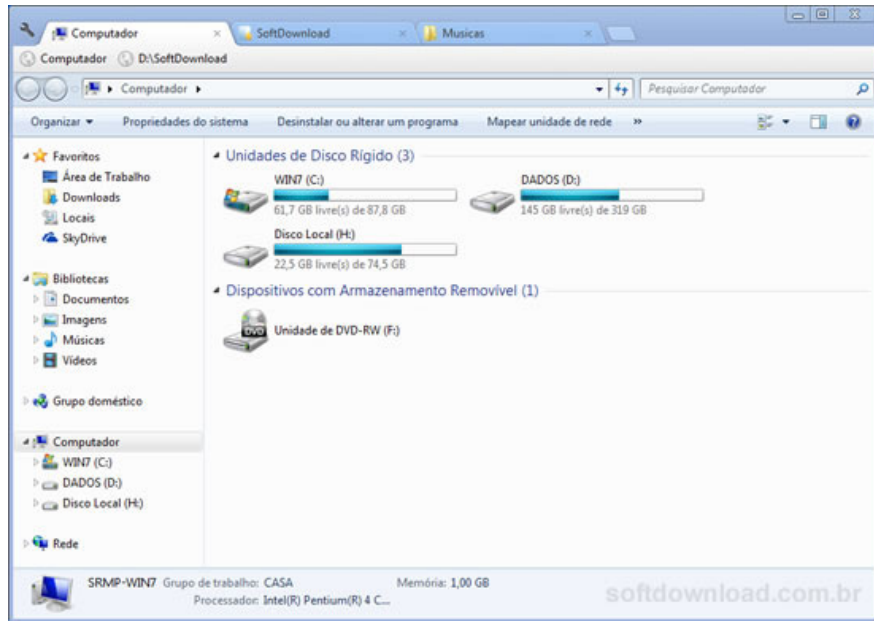 Computador
SoftDownload
Musicas
Computador D:\SoftDownload
Computador
Pesquisar Computador
Organizar
Propriedades do sistema
Desinstalar ou alterar um programa
Mapear unidade de rede
»
Favoritos
Área de Trabalho
Downloads
Locais
SkyDrive
Bibliotecas
Documentos
Imagens
Músicas
Vídeos
Grupo doméstico
Computador
WIN7 (C:)
DADOS (D:)
Disco Local (H:)
Rede
Unidades de Disco Rígido (3)
WIN7 (C:)
61,7 GB livre(s) de 87,8 GB
DADOS (D:)
145 GB livre(s) de 319 GB
Disco Local (H:)
22,5 GB livre(s) de 74,5 GB
Dispositivos com Armazenamento Removível (1)
DVD
Unidade de DVD-RW (F:)
SRMP-WIN7 Grupo de trabalho: CASA Memória: 1,00 GB
Processador: Intel(R) Pentium(R) 4 C...
softdownload.com.br